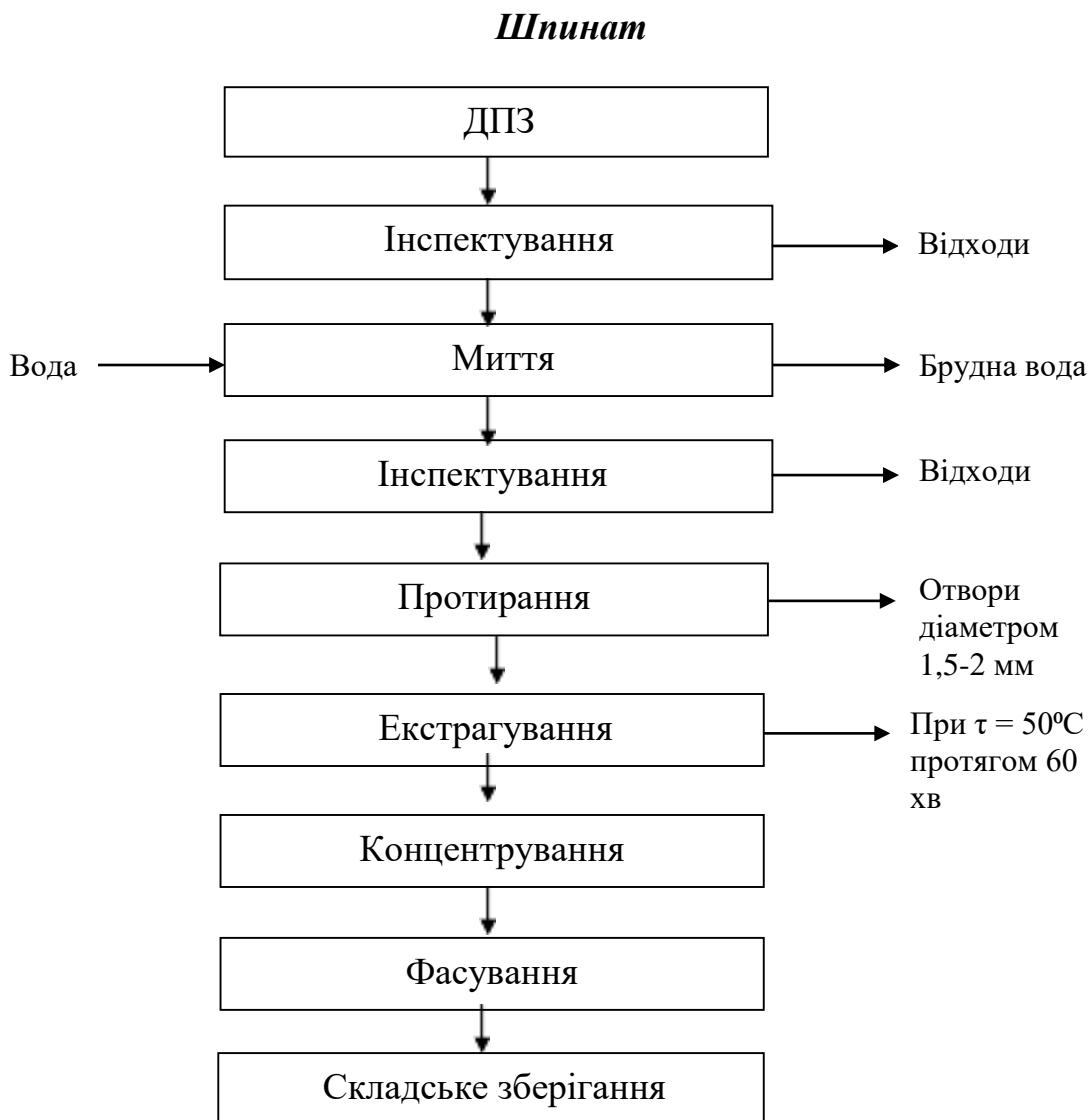 Шпинат
ДПЗ
Інспектування
Відходи
Вода
Миття
Брудна вода
Інспектування
Відходи
Протирання
Отвори
діаметром
1,5-2 мм
Екстрагування
При τ = 50⁰С
протягом 60
хв
Концентрування
Фасування
Складське зберігання